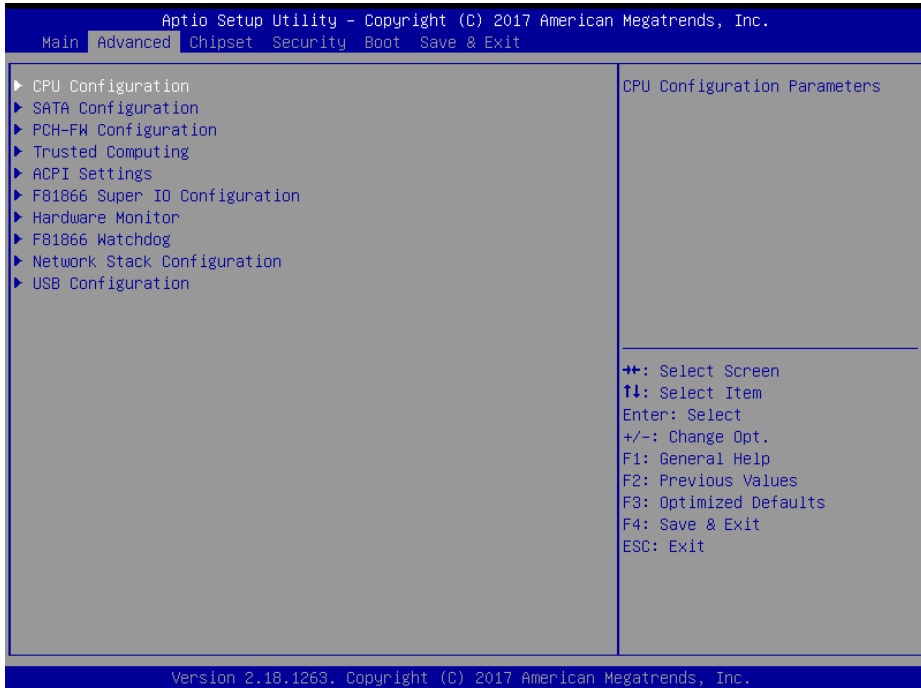 Aptio Setup Utility – Copyright (C) 2017 American Megatrends, Inc.
Main Advanced Chipset Security Boot Save & Exit
▶ CPU Configuration
▶ SATA Configuration
▶ PCH-FW Configuration
▶ Trusted Computing
▶ ACPI Settings
▶ F81866 Super IO Configuration
▶ Hardware Monitor
▶ F81866 Watchdog
▶ Network Stack Configuration
▶ USB Configuration
CPU Configuration Parameters
→←: Select Screen
↑↓: Select Item
Enter: Select
+/-: Change Opt.
F1: General Help
F2: Previous Values
F3: Optimized Defaults
F4: Save & Exit
ESC: Exit
Version 2.18.1263. Copyright (C) 2017 American Megatrends, Inc.